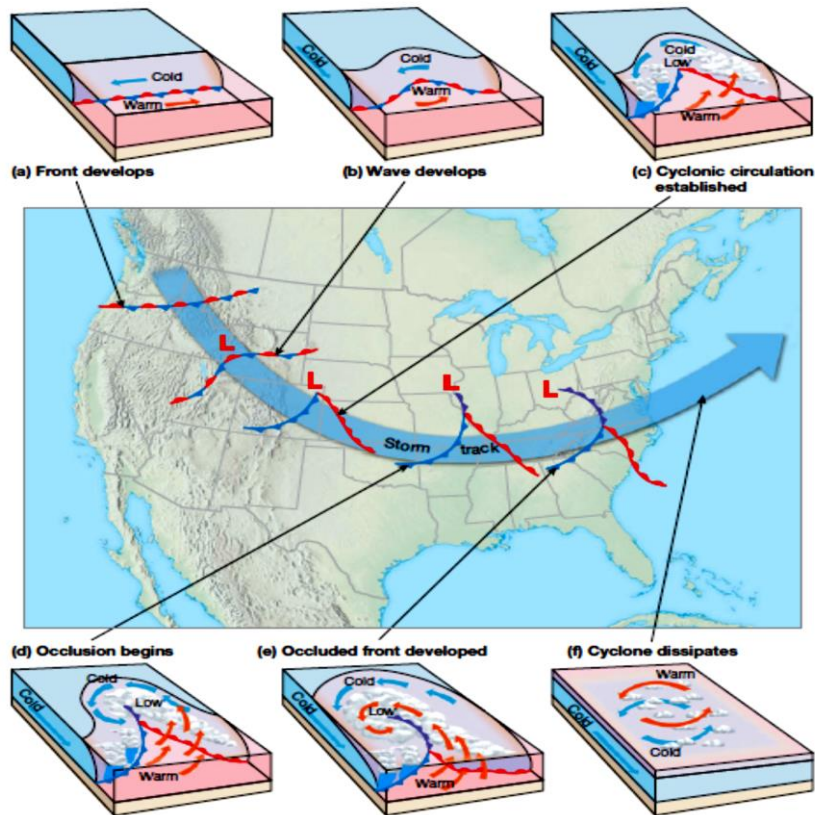 Cold
Warm
Cold
Cold
Warm
Cold
Cold
Low
Warm
(a) Front develops
(b) Wave develops
(c) Cyclonic circulation
established
L
L
L
L
Storm track
(d) Occlusion begins
(e) Occluded front developed
(f) Cyclone dissipates
Cold
Cold
Low
Warm
Cold
Cold
Low
Warm
Warm
Cold